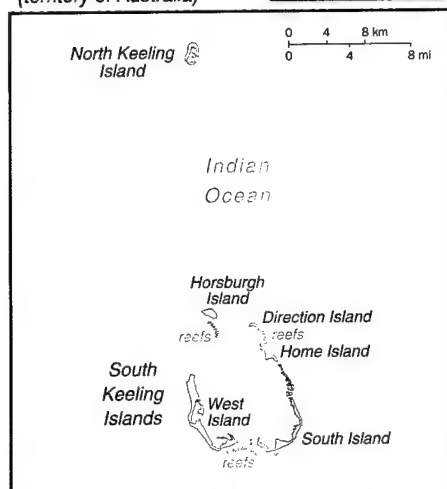 (territory of Australia)
0 4 8 km
0 4 8 mi
North Keeling
Island
Indian
Ocean
Horsburgh
Island
reefs
Direction Island
reefs
Home Island
South
Keeling
Islands
West
Island
South Island
reefs